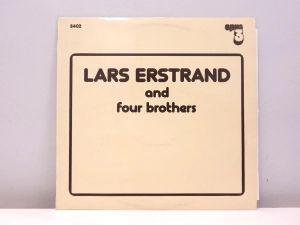 8402
opus
3
LARS ERSTRAND
and
four brothers